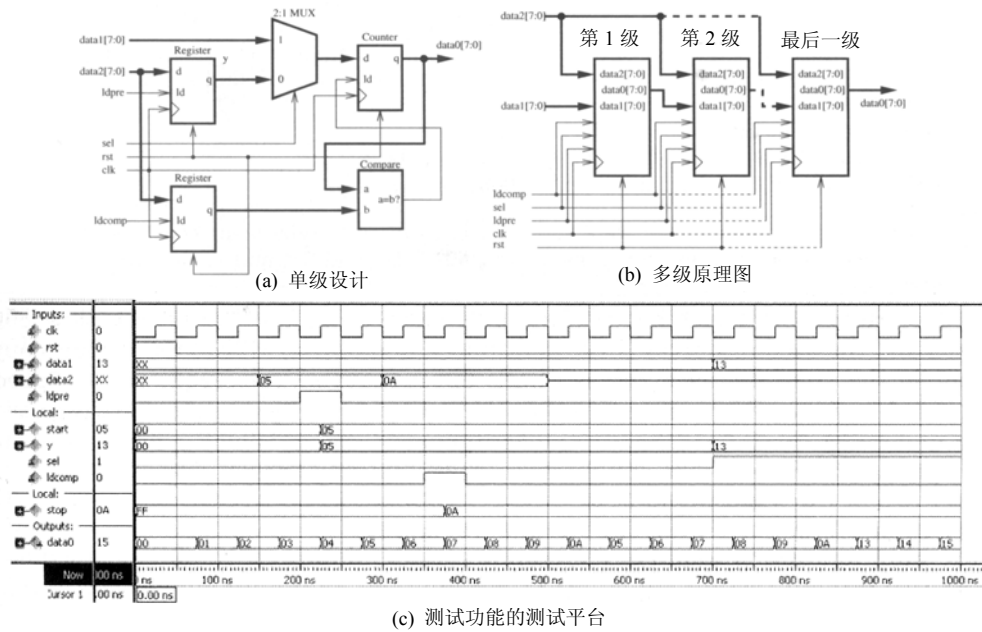 2:1 MUX
data1[7:0]
1
Counter
data0[7:0]
Register
y
d
q
data2[7:0]
d
q
0
ld
ldpre
ld
sel
rst
clk
Register
Compare
d
q
a
a=b?
b
ldcomp
ld
(a) 单级设计
data2[7:0]
第 1 级
第 2 级
最后一级
data2[7:0]
data2[7:0]
data2[7:0]
data0[7:0]
data0[7:0]
data0[7:0]
data1[7:0]
data1[7:0]
data1[7:0]
data1[7:0]
data0[7:0]
ldcomp
sel
ldpre
clk
rst
(b) 多级原理图
Inputs:
clk 0
rst 0
data1 13 XX 13
data2 XX XX 05 0A
ldpre 0
Local:
start 05 00 05
y 13 00 05 13
sel 1
ldcomp 0
Local:
stop 0A FF 0A
Outputs:
data0 15 00 01 02 03 04 05 06 07 08 09 0A 05 06 07 08 09 0A 13 14 15
Now 000 ns ns 100 ns 200 ns 300 ns 400 ns 500 ns 600 ns 700 ns 800 ns 900 ns 1000 ns
Cursor 1 .00 ns 0.00 ns
(c) 测试功能的测试平台